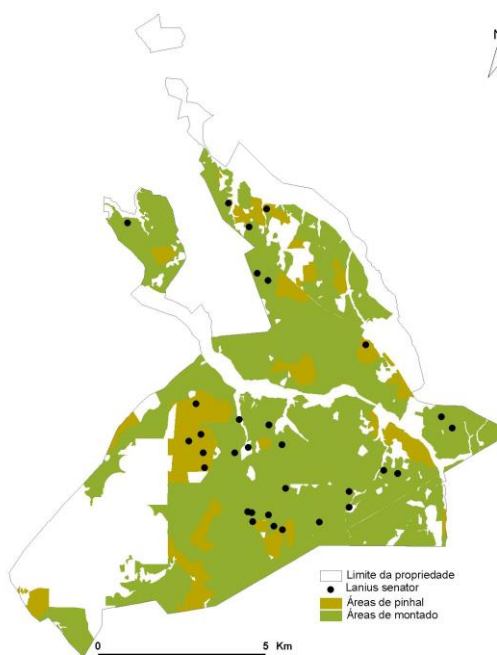 N
Limite da propriedade
Lanius senator
Áreas de pinhal
Áreas de montado
0 5 Km